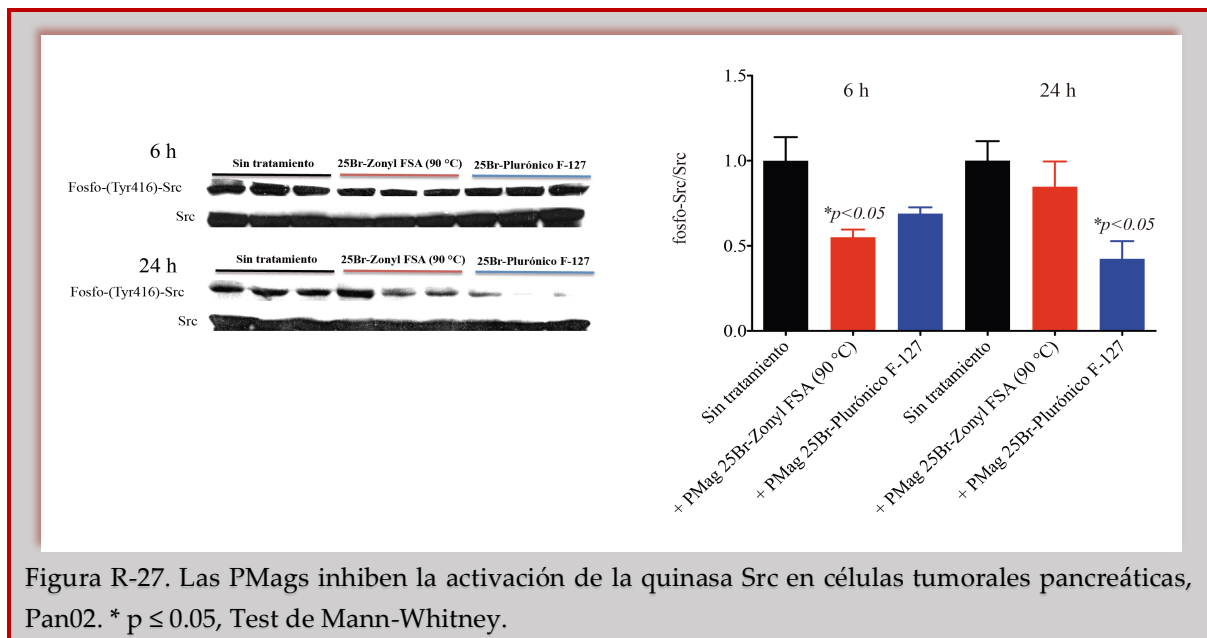 6 h
Sin tratamiento 25Br-Zonyl FSA (90 °C) 25Br-Plurónico F-127
Fosfo-(Tyr416)-Src
Src
24 h
Sin tratamiento 25Br-Zonyl FSA (90 °C) 25Br-Plurónico F-127
Fosfo-(Tyr416)-Src
Src
fosfo-Src/Src
1.5
1.0
0.5
0.0
6 h
24 h
*p<0.05
*p<0.05
Sin tratamiento
+ PMag 25Br-Zonyl FSA (90 °C)
+ PMag 25Br-Plurónico F-127
Sin tratamiento
+ PMag 25Br-Zonyl FSA (90 °C)
+ PMag 25Br-Plurónico F-127
Figura R-27. Las PMags inhiben la activación de la quinasa Src en células tumorales pancreáticas,
Pan02. * p ≤ 0.05, Test de Mann-Whitney.